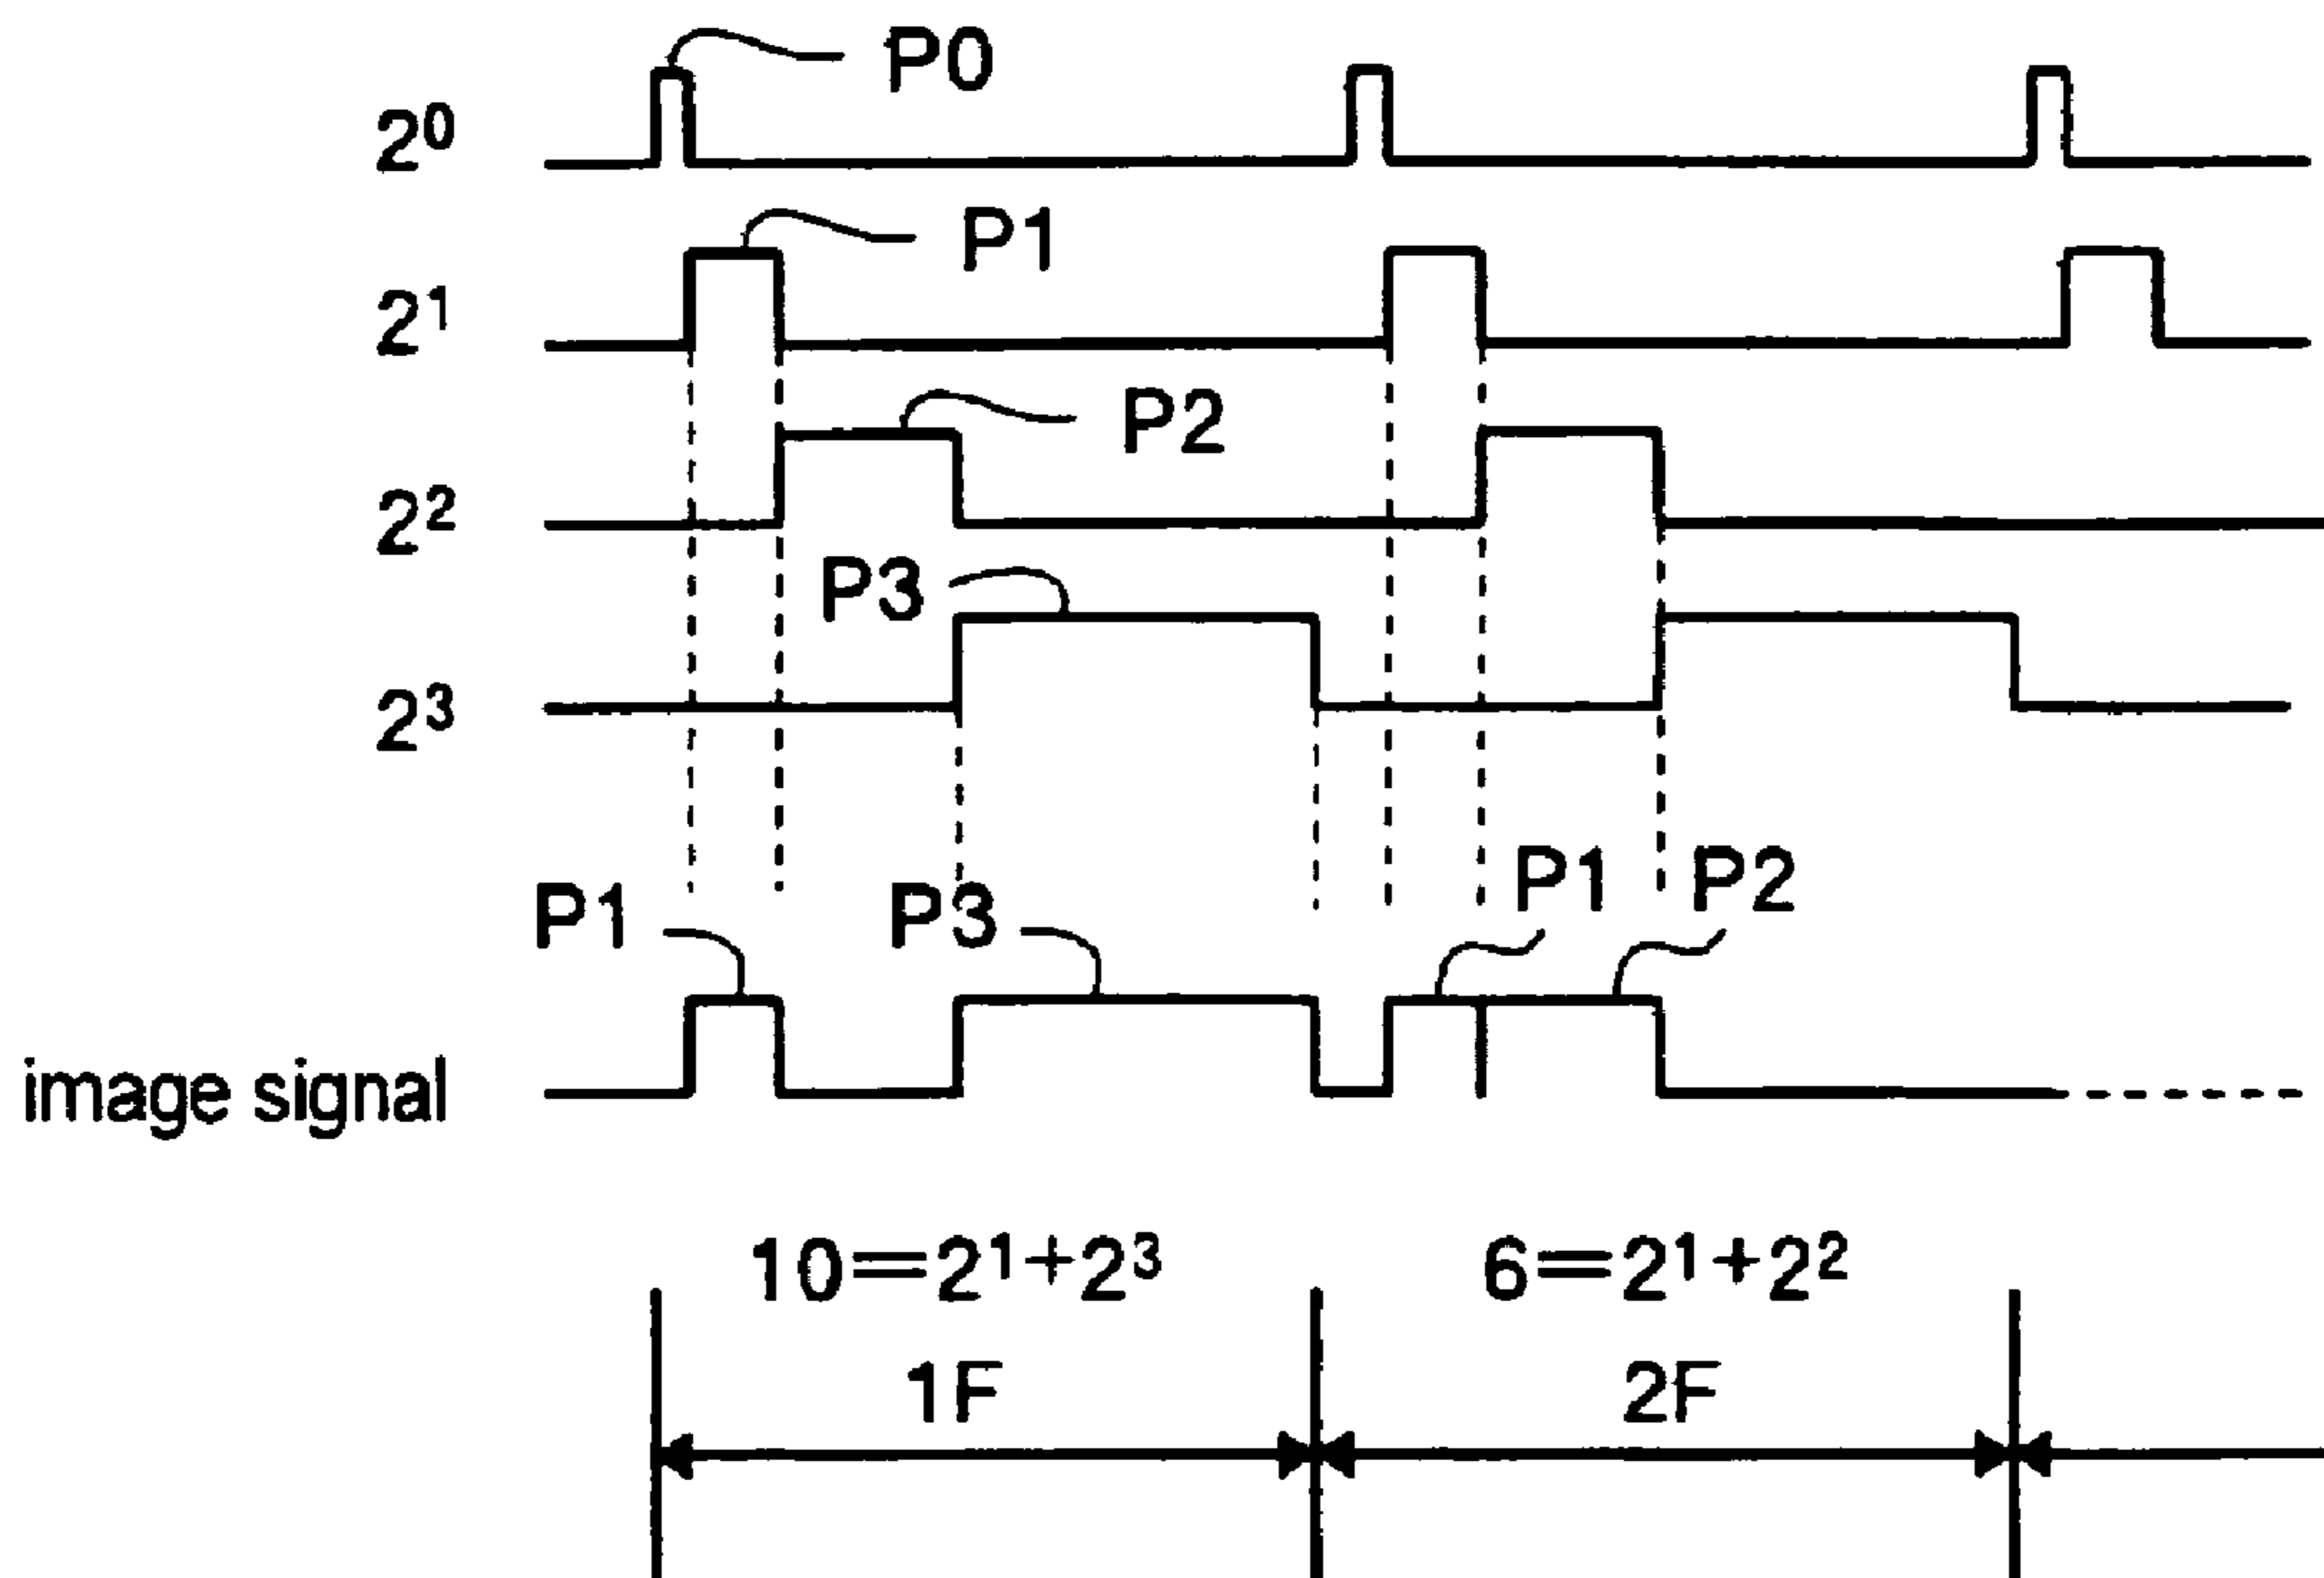 P0
2⁰
P1
2¹
P2
2²
P3
2³
P1 P3 P1 P2
image signal
10=2¹+2³ 6=2¹+2²
1F 2F